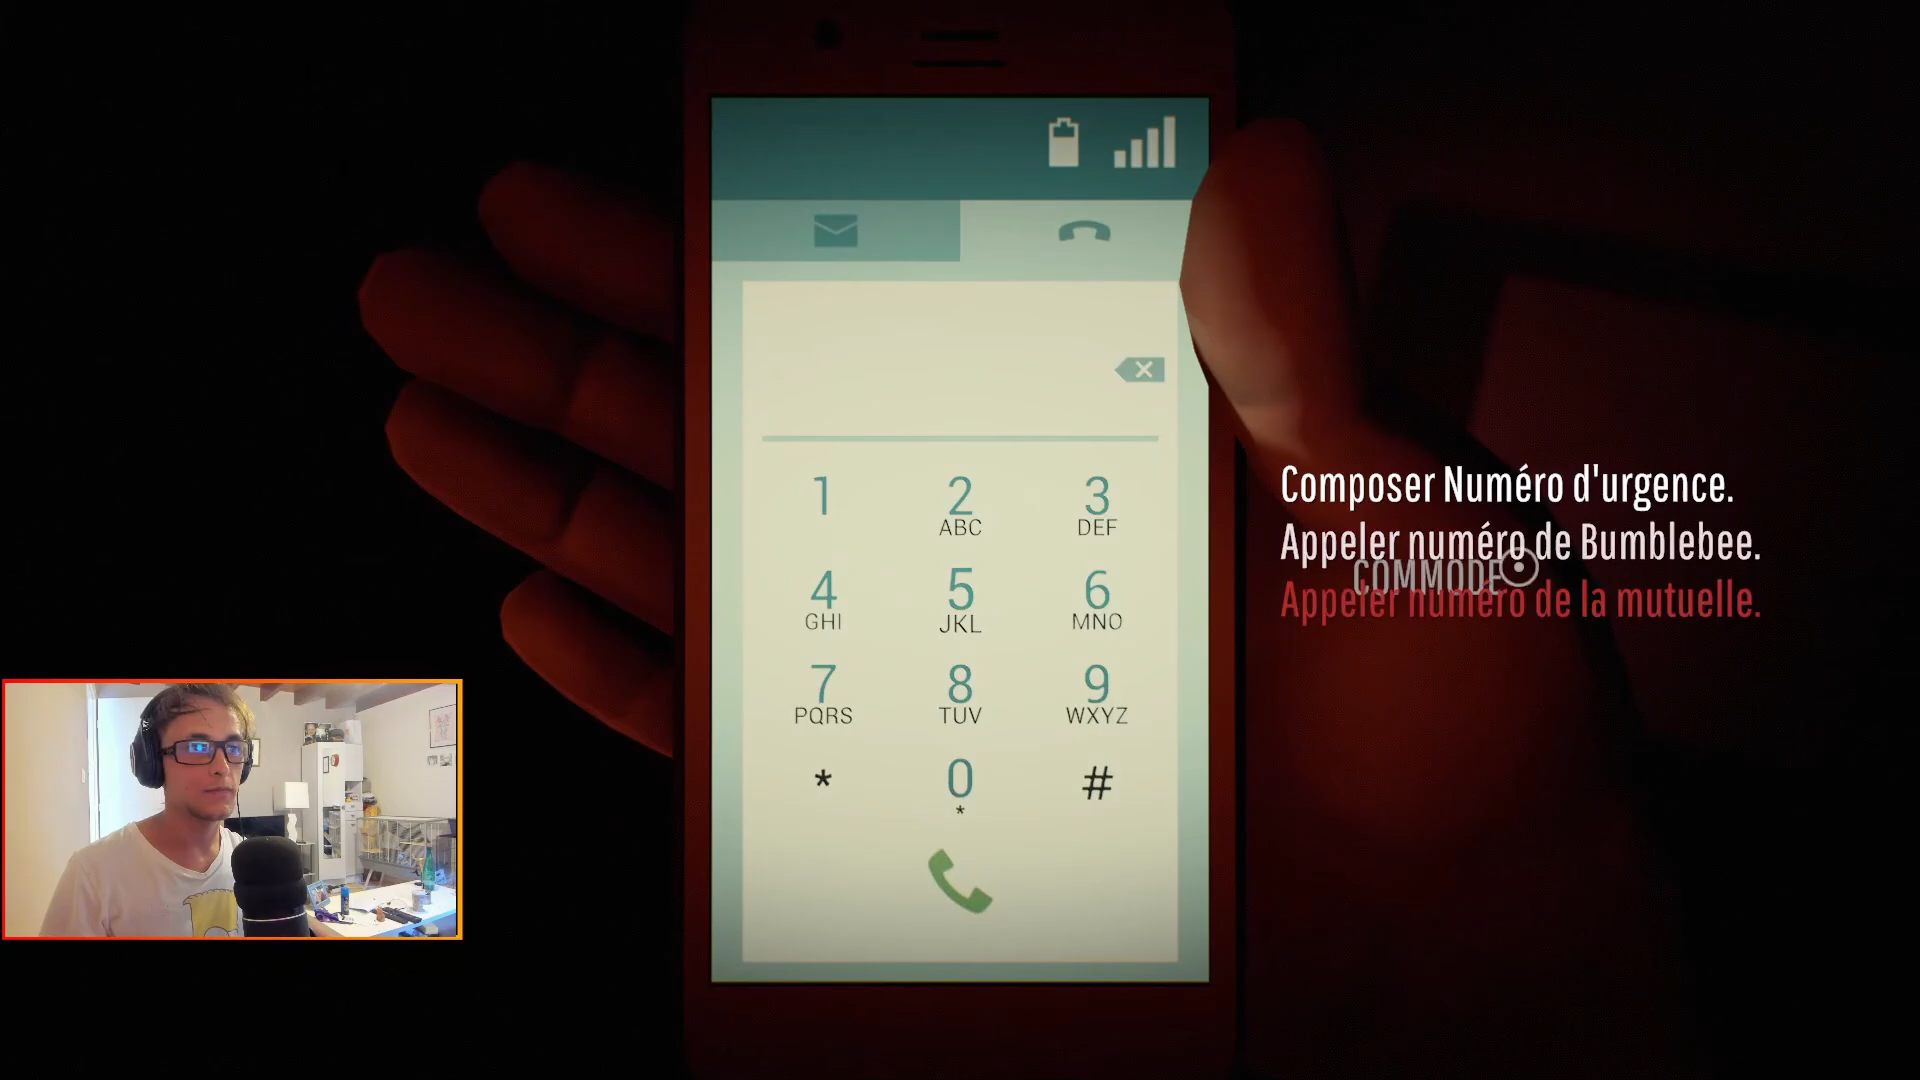 1
2
ABC
3
DEF
4
GHI
5
JKL
6
MNO
7
PQRS
8
TUV
9
WXYZ
*
0
*
#
Composer Numéro d'urgence.
Appeler numéro de Bumblebee.
COMMODE
Appeler numéro de la mutuelle.